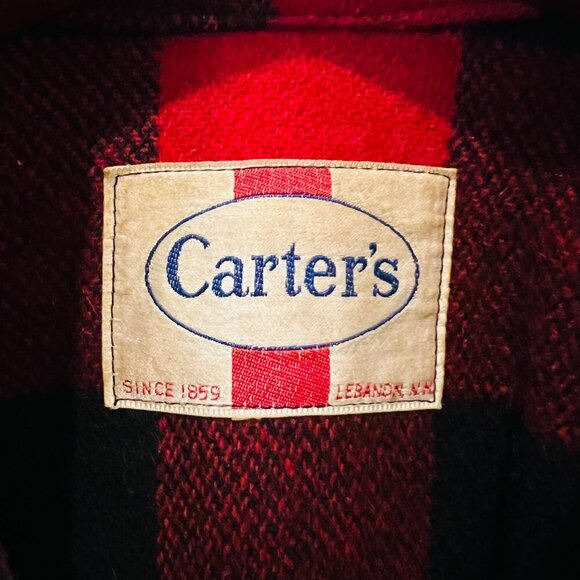 Carter's
SINCE 1859
LEBANON, N.H.